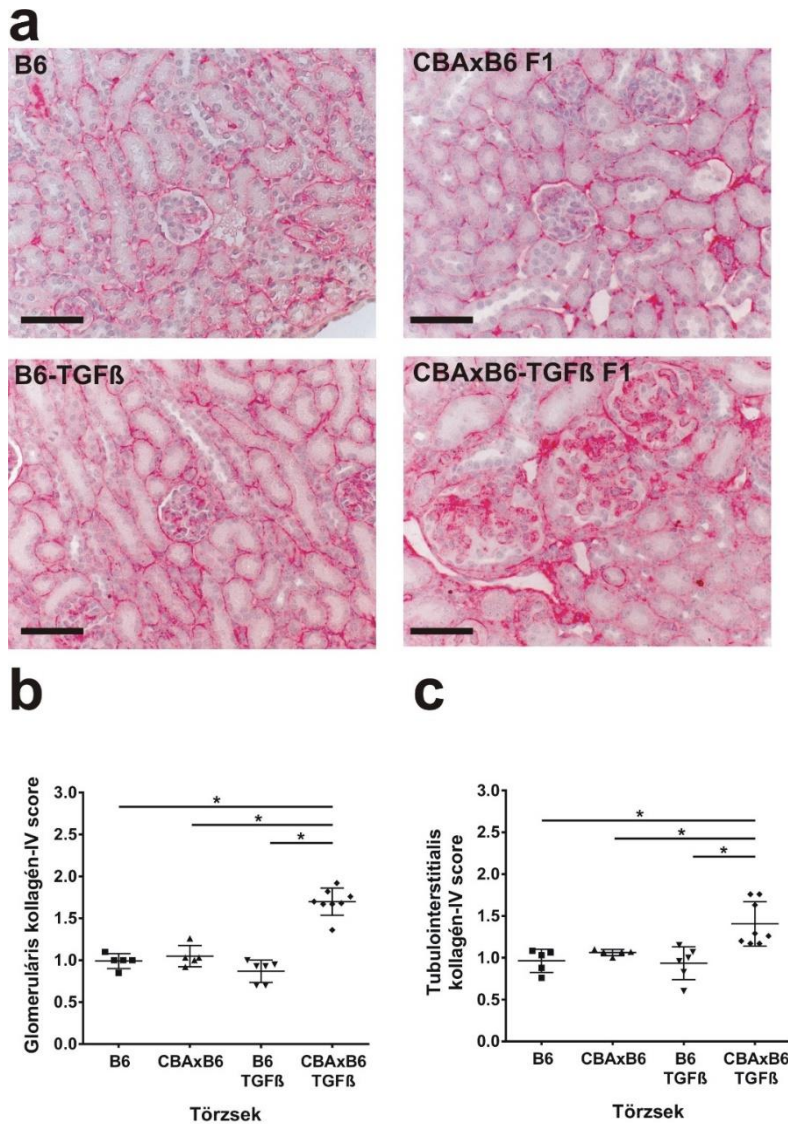 a
B6
CBAxB6 F1
B6-TGFß
CBAxB6-TGFß F1
b
Glomeruláris kollagén-IV score
3.0
2.5
2.0
1.5
1.0
0.5
0.0
*
*
*
B6
CBAxB6
B6
TGFß
CBAxB6
TGFß
Törzsek
c
Tubulointerstitialis
kollagén-IV score
3.0
2.5
2.0
1.5
1.0
0.5
0.0
*
*
*
B6
CBAxB6
B6
TGFß
CBAxB6
TGFß
Törzsek